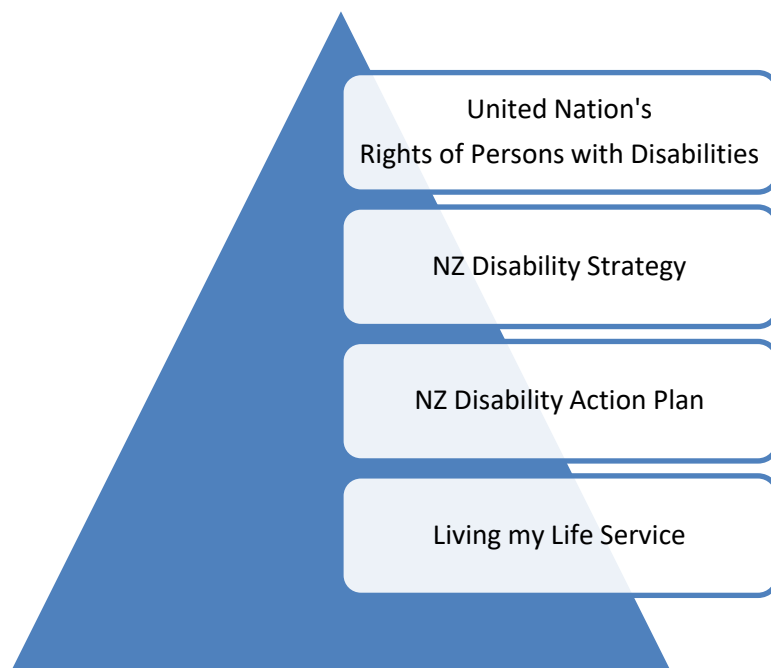 United Nation's
Rights of Persons with Disabilities
NZ Disability Strategy
NZ Disability Action Plan
Living my Life Service